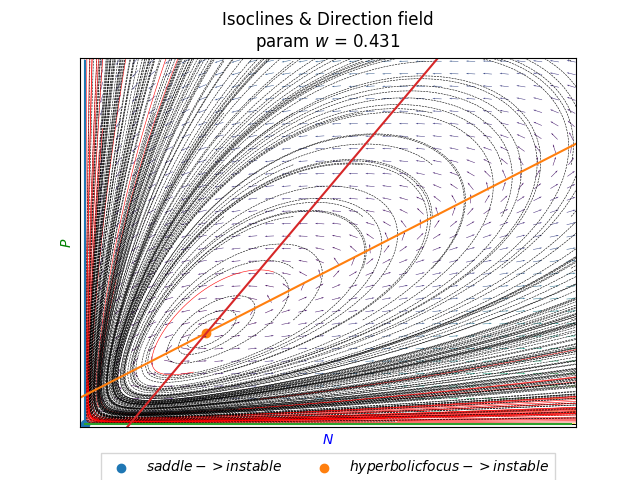 Isoclines & Direction field
param w = 0.431
P
N
saddle − > instable
hyperbolicfocus − > instable